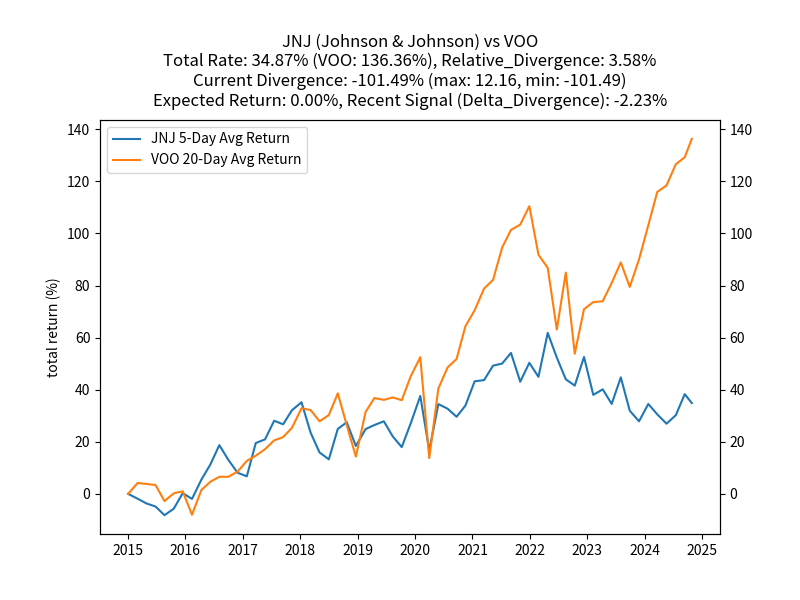 JNJ (Johnson & Johnson) vs VOO
Total Rate: 34.87% (VOO: 136.36%), Relative_Divergence: 3.58%
Current Divergence: -101.49% (max: 12.16, min: -101.49)
Expected Return: 0.00%, Recent Signal (Delta_Divergence): -2.23%
JNJ 5-Day Avg Return
VOO 20-Day Avg Return
total return (%)
140
120
100
80
60
40
20
0
140
120
100
80
60
40
20
0
2015 2016 2017 2018 2019 2020 2021 2022 2023 2024 2025